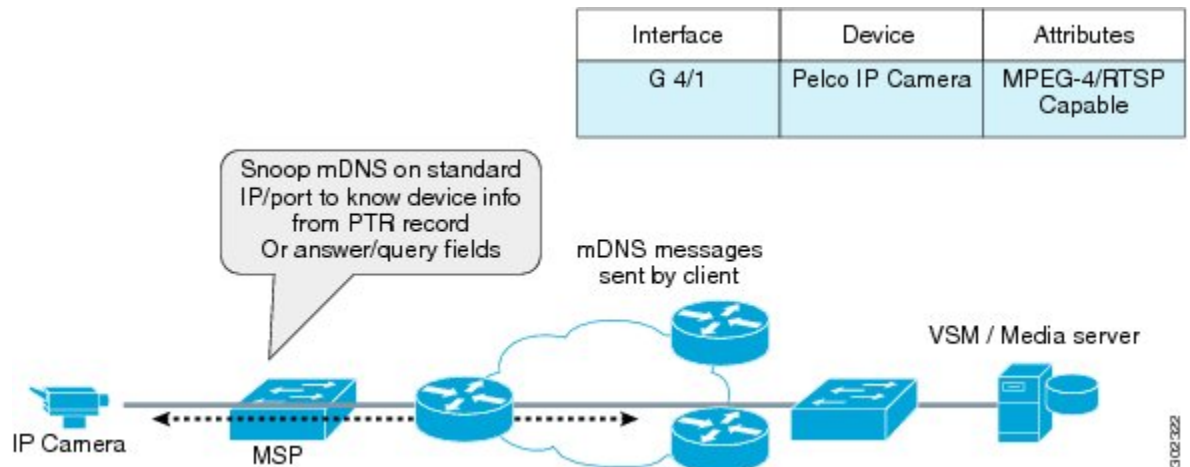 Interface Device Attributes
G 4/1 Pelco IP Camera MPEG-4/RTSP
Capable
Snoop mDNS on standard
IP/port to know device info
from PTR record
Or answer/query fields
mDNS messages
sent by client
VSM / Media server
IP Camera
MSP
302322